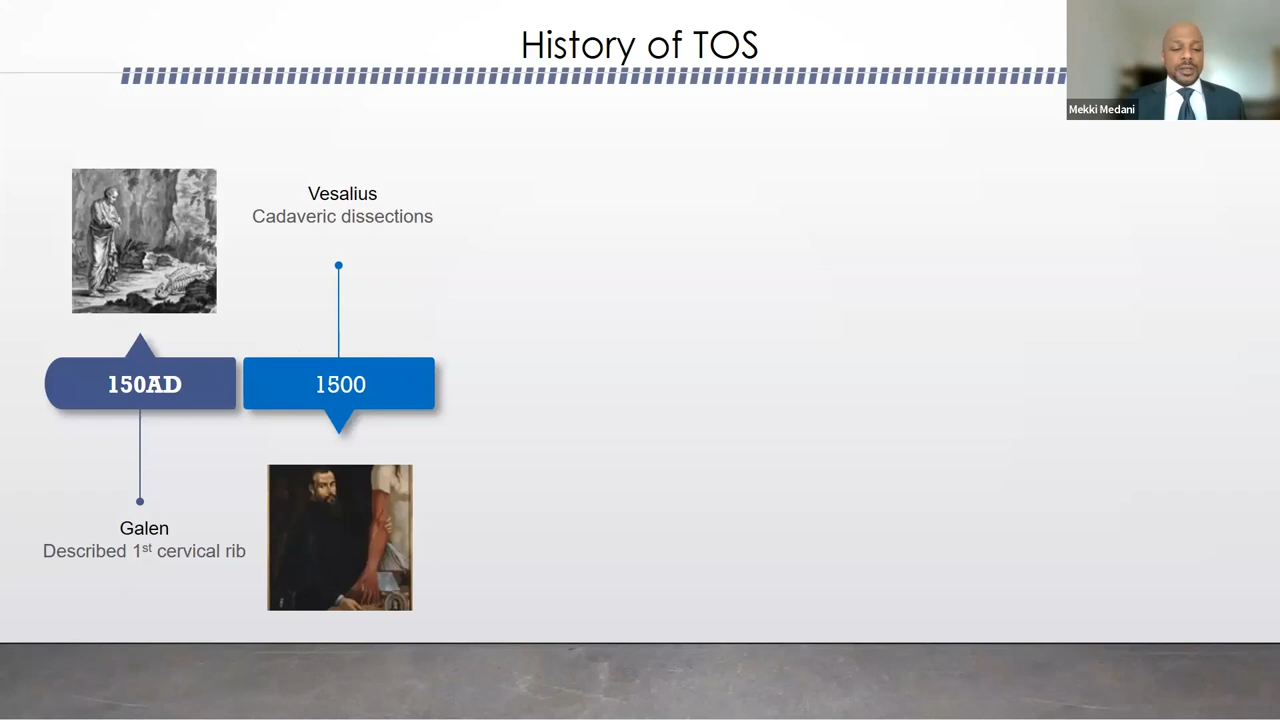 History of TOS
Mekki Medani
Vesalius
Cadaveric dissections
150AD
1500
Galen
Described 1st cervical rib